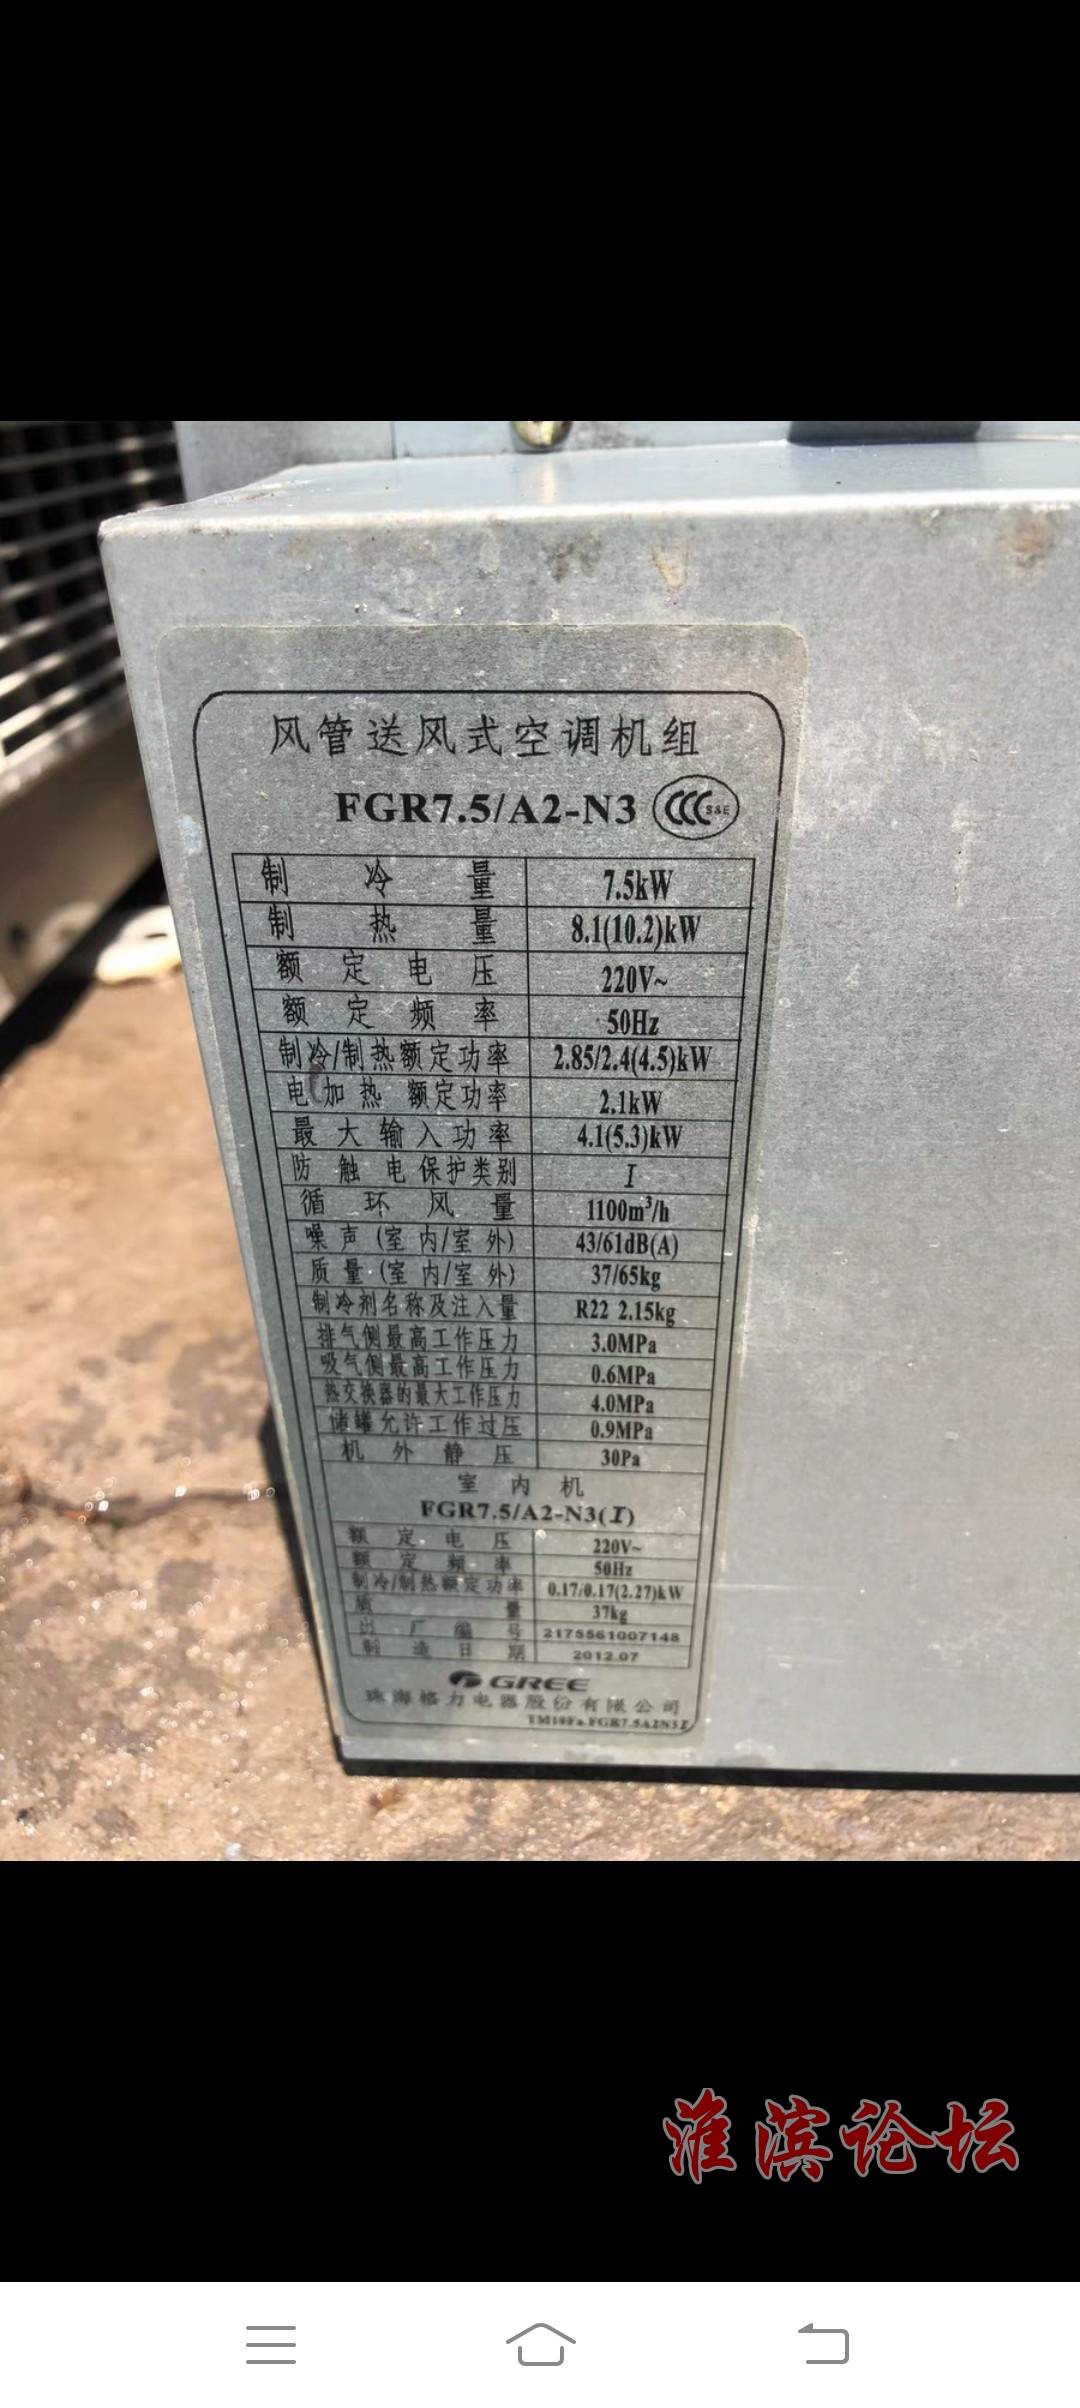 风管送风式空调机组
FGR7.5/A2-N3 CCC S&E
制冷量 7.5kW
制热量 8.1(10.2)kW
额定电压 220V~
额定频率 50Hz
制冷/制热额定功率 2.85/2.4(4.5)kW
电加热 额定功率 2.1kW
最大输入功率 4.1(5.3)kW
防触电保护类别 I
循环风量 1100m³/h
噪声(室内/室外) 43/61dB(A)
质量(室内/室外) 37/65kg
制冷剂名称及注入量 R22 2.15kg
排气侧最高工作压力 3.0MPa
吸气侧最高工作压力 0.6MPa
热交换器的最大工作压力 4.0MPa
储罐允许工作过压 0.9MPa
机外静压 30Pa
室内机
FGR7.5/A2-N3(I)
额定电压 220V~
额定频率 50Hz
制冷/制热额定功率 0.17/0.17(2.27)kW
质量 37kg
出厂编号 2175561007148
制造日期 2012.07
GREE
珠海格力电器股份有限公司
TM10Fa.FGR7.5A2N3I
淮滨论坛